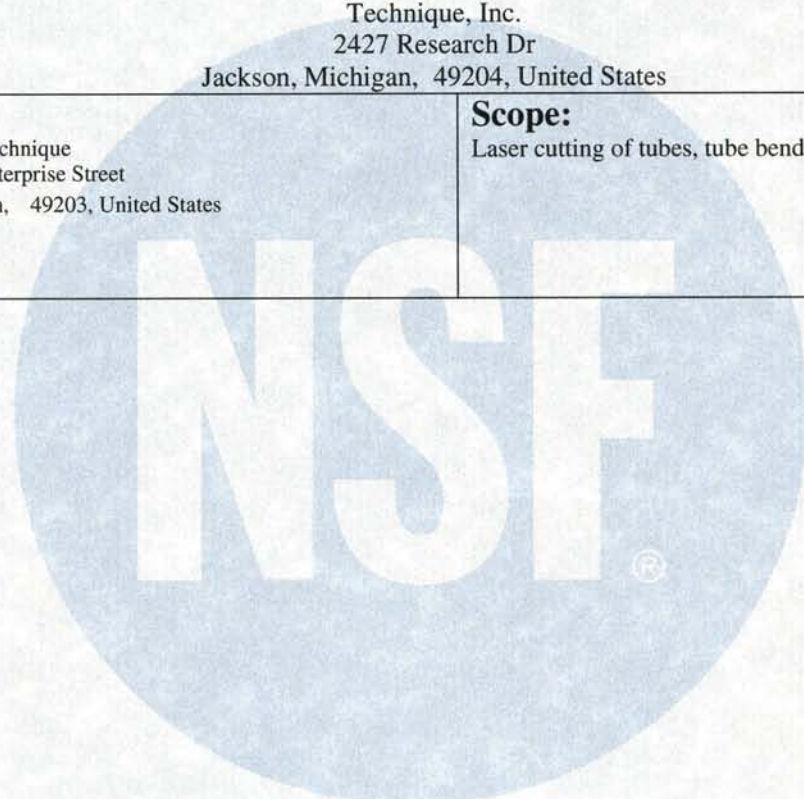 Technique, Inc.
2427 Research Dr
Jackson, Michigan, 49204, United States
Scope:
chnique
Laser cutting of tubes, tube bend
terprise Street
49203, United States
NSF
®